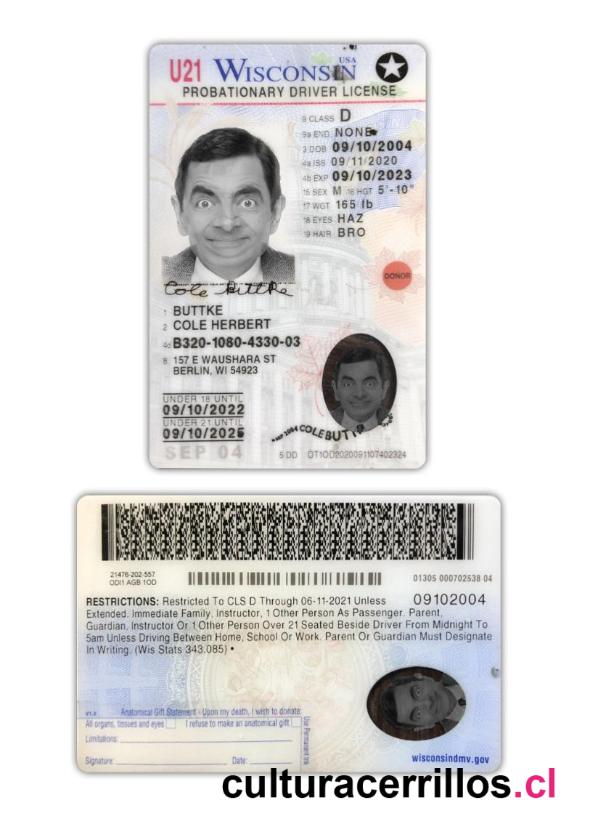 U21 WISCONSIN USA
PROBATIONARY DRIVER LICENSE
9 CLASS D
9a END NONE
3 DOB 09/10/2004
4a ISS 09/11/2020
4b EXP 09/10/2023
15 SEX M 16 HGT 5'-10"
17 WGT 165 lb
18 EYES HAZ
19 HAIR BRO
DONOR
Cole Buttke
1 BUTTKE
2 COLE HERBERT
4d B320-1060-4330-03
8 157 E WAUSHARA ST
BERLIN, WI 54923
UNDER 18 UNTIL
09/10/2022
UNDER 21 UNTIL
09/10/2025
SEP 04
5 DD OT1OD2020091107402324
21476-202-557
ODI1 AGB 1OD
01305 000702538 04
RESTRICTIONS: Restricted To CLS D Through 06-11-2021 Unless
09102004
Extended. Immediate Family, Instructor, 1 Other Person As Passenger. Parent,
Guardian, Instructor Or 1 Other Person Over 21 Seated Beside Driver From Midnight To
5am Unless Driving Between Home, School Or Work. Parent Or Guardian Must Designate
In Writing. (Wis Stats 343.085) •
Anatomical Gift Statement - Upon my death, I wish to donate:
All organs, tissues and eyes I refuse to make an anatomical gift
Limitations:
Signature: Date:
Use Permanent Ink
wisconsindmv.gov
culturacerrillos.cl